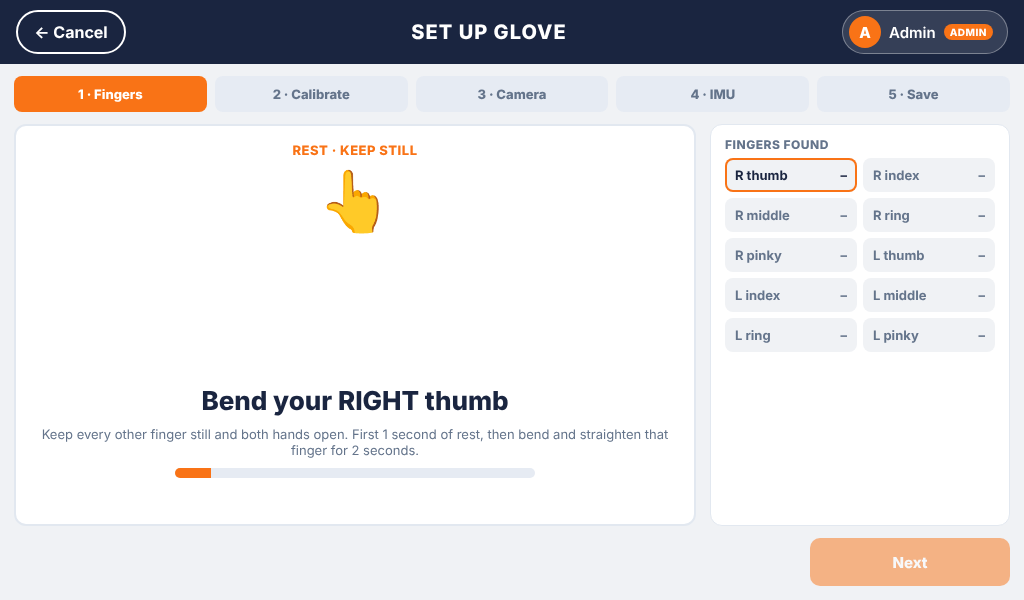 ← Cancel
SET UP GLOVE
A
Admin
ADMIN
1 · Fingers
2 · Calibrate
3 · Camera
4 · IMU
5 · Save
REST · KEEP STILL
Bend your RIGHT thumb
Keep every other finger still and both hands open. First 1 second of rest, then bend and straighten that
finger for 2 seconds.
FINGERS FOUND
R thumb –
R index –
R middle –
R ring –
R pinky –
L thumb –
L index –
L middle –
L ring –
L pinky –
Next